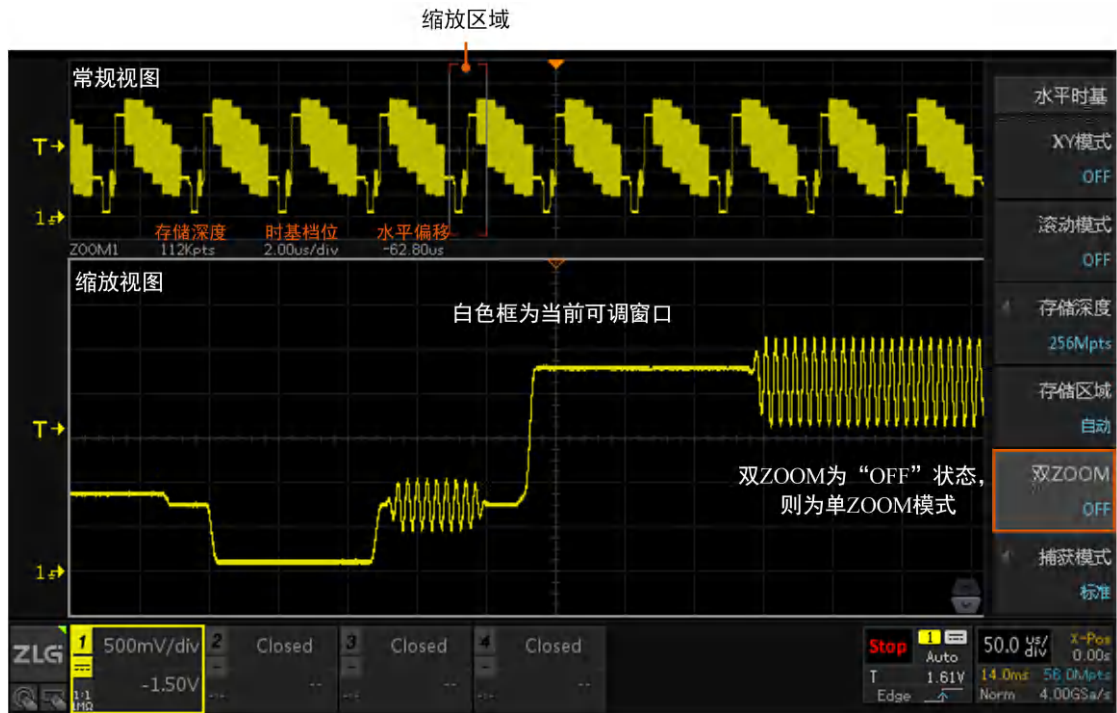 缩放区域
常规视图
水平时基
XY模式
OFF
T
滚动模式
OFF
1
存储深度 时基档位 水平偏移
ZOOM1 112Kpts 2.00us/div -62.80us
缩放视图
白色框为当前可调窗口
存储深度
256Mpts
存储区域
自动
T
双ZOOM为“OFF”状态，
则为单ZOOM模式
双ZOOM
OFF
捕获模式
标准
1
ZLG
1 500mV/div 2 Closed 3 Closed 4 Closed
-1.50V -- -- --
1:1
1MΩ
Stop 1 Auto 50.0 us/div X-Pos 0.00s
T 1.61V 14.0ms 56.0Mpts
Edge Norm 4.00GSa/s